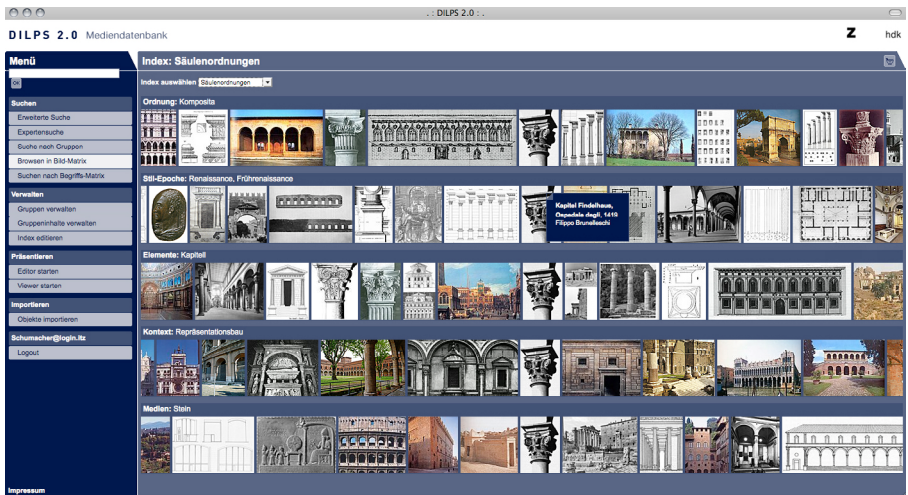 . : DILPS 2.0 : .
DILPS 2.0 Mediendatenbank
Z hdk
Menü
OK
Suchen
Erweiterte Suche
Expertensuche
Suche nach Gruppen
Browsen in Bild-Matrix
Suchen nach Begriffs-Matrix
Verwalten
Gruppen verwalten
Gruppeninhalte verwalten
Index editieren
Präsentieren
Editor starten
Viewer starten
Importieren
Objekte importieren
Schumacher@login.itz
Logout
Impressum
Index: Säulenordnungen
Index auswählen Säulenordnungen
Ordnung: Komposita
Stil-Epoche: Renaissance, Frührenaissance
Kapitel Findelhaus,
Ospedale degli, 1419
Filippo Brunelleschi
Elemente: Kapitell
Kontext: Repräsentationsbau
Medien: Stein